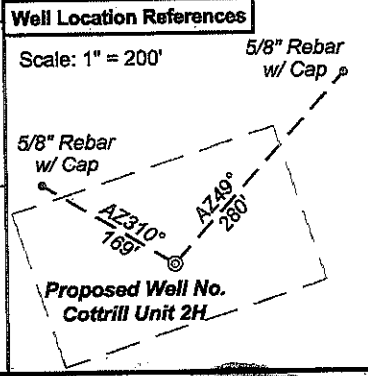 Well Location References
Scale: 1" = 200'
5/8" Rebar
w/ Cap
5/8" Rebar
w/ Cap
AZ310°
169'
AZ49°
280'
Proposed Well No.
Cottrill Unit 2H